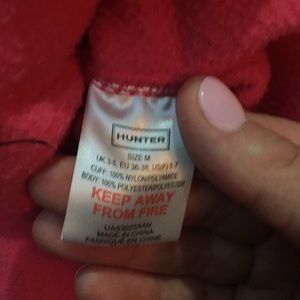 HUNTER
SIZE M
UK 3-5, EU 36-38, US(F) 5-7
CUFF: 100% NYLON/POLYAMIDE
BODY: 100% POLYESTER/POLYESTER
KEEP AWAY
FROM FIRE
MADE IN CHINA
FABRIQUÉ EN CHINE